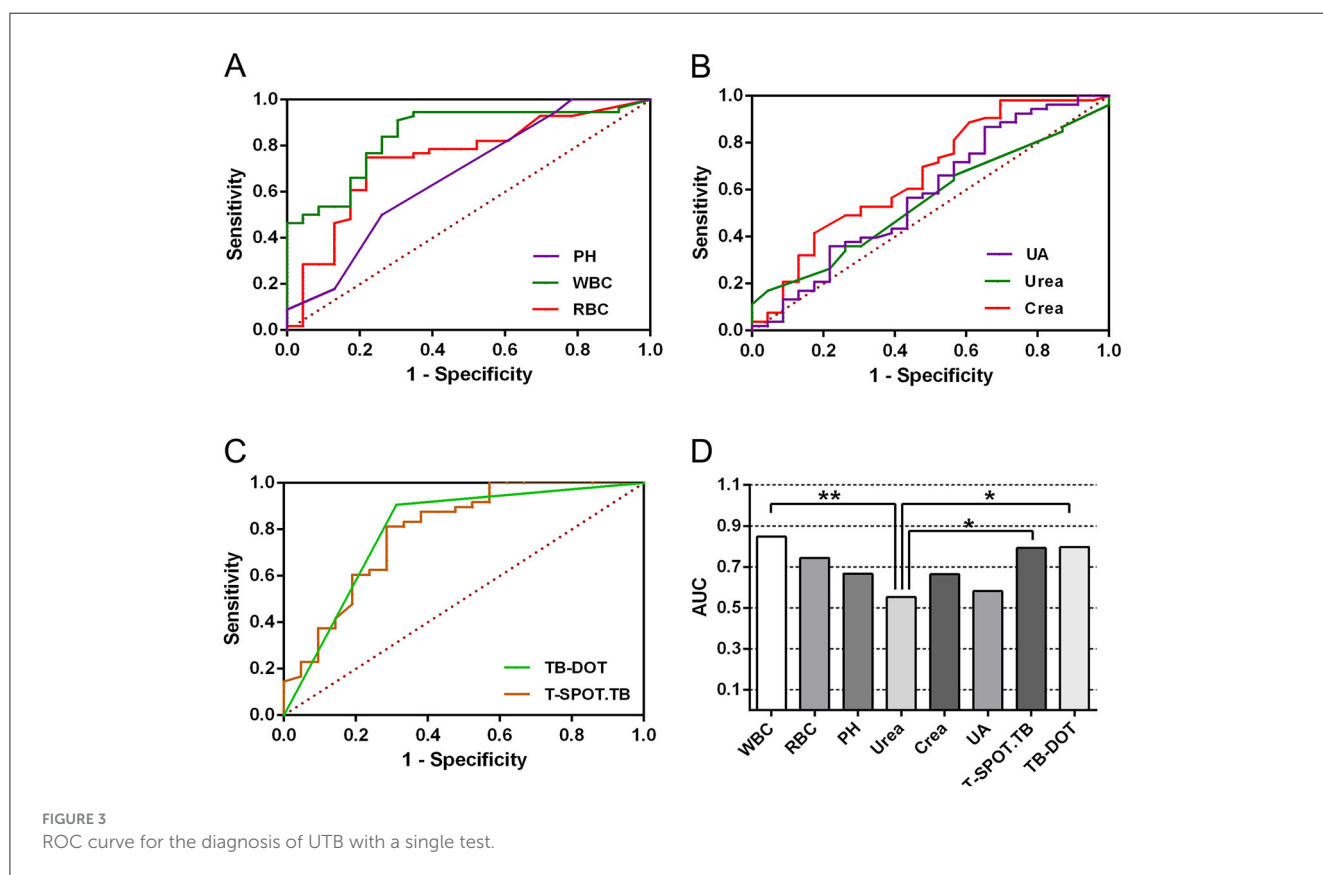 A
1.0
0.8
0.6
0.4
0.2
0.0
Sensitivity
PH
WBC
RBC
0.0 0.2 0.4 0.6 0.8 1.0
1 - Specificity
B
1.0
0.8
0.6
0.4
0.2
0.0
Sensitivity
UA
Urea
Crea
0.0 0.2 0.4 0.6 0.8 1.0
1 - Specificity
C
1.0
0.8
0.6
0.4
0.2
0.0
Sensitivity
TB-DOT
T-SPOT.TB
0.0 0.2 0.4 0.6 0.8 1.0
1 - Specificity
D
1.1
0.9
0.7
0.5
0.3
0.1
AUC
**
*
*
WBC
RBC
PH
Urea
Crea
UA
T-SPOT.TB
TB-DOT
FIGURE 3
ROC curve for the diagnosis of UTB with a single test.